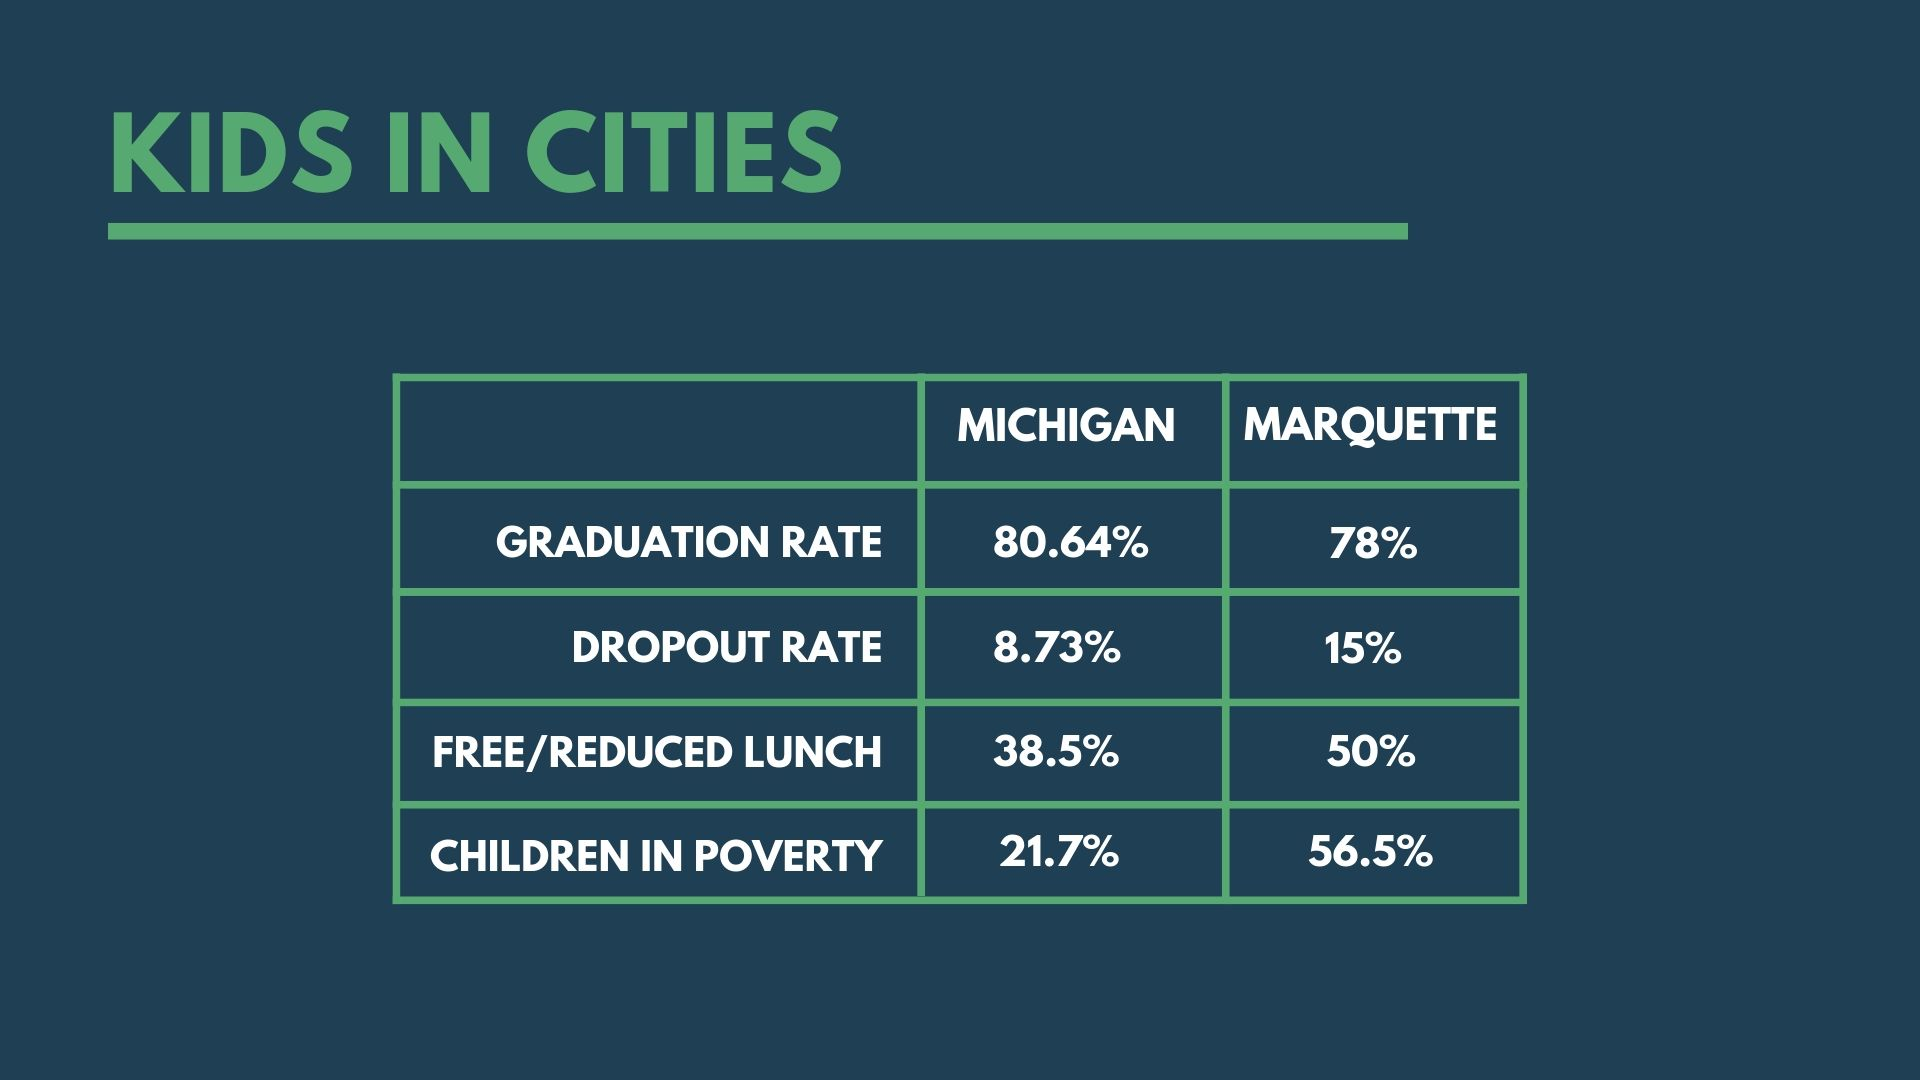 KIDS IN CITIES
MICHIGAN MARQUETTE
GRADUATION RATE 80.64% 78%
DROPOUT RATE 8.73% 15%
FREE/REDUCED LUNCH 38.5% 50%
CHILDREN IN POVERTY 21.7% 56.5%